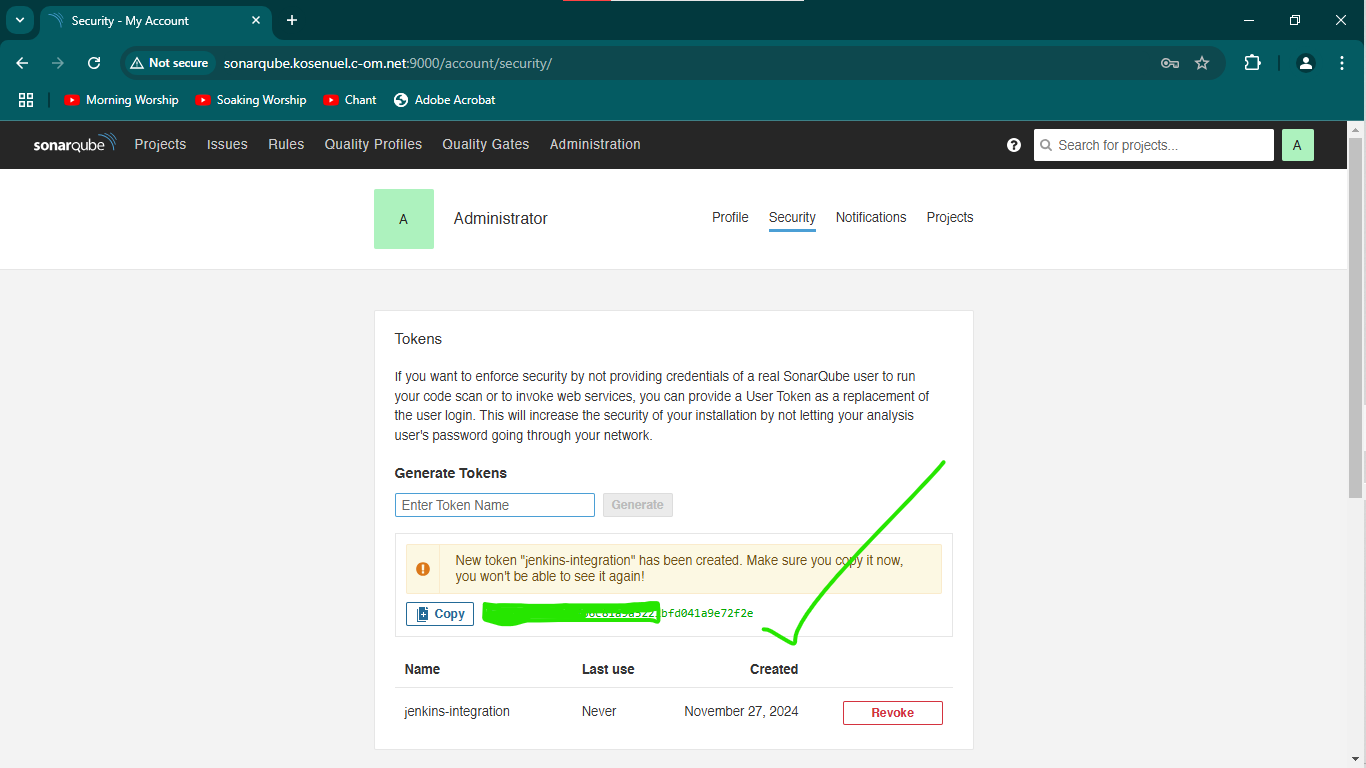 Security - My Account
Not secure
sonarqube.kosenuel.c-om.net:9000/account/security/
Morning Worship
Soaking Worship
Chant
Adobe Acrobat
sonarqube
Projects
Issues
Rules
Quality Profiles
Quality Gates
Administration
?
Search for projects...
A
A
Administrator
Profile
Security
Notifications
Projects
Tokens
If you want to enforce security by not providing credentials of a real SonarQube user to run
your code scan or to invoke web services, you can provide a User Token as a replacement of
the user login. This will increase the security of your installation by not letting your analysis
user's password going through your network.
Generate Tokens
Enter Token Name
Generate
New token "jenkins-integration" has been created. Make sure you copy it now,
you won't be able to see it again!
Copy
bfd041a9e72f2e
Name
Last use
Created
jenkins-integration
Never
November 27, 2024
Revoke